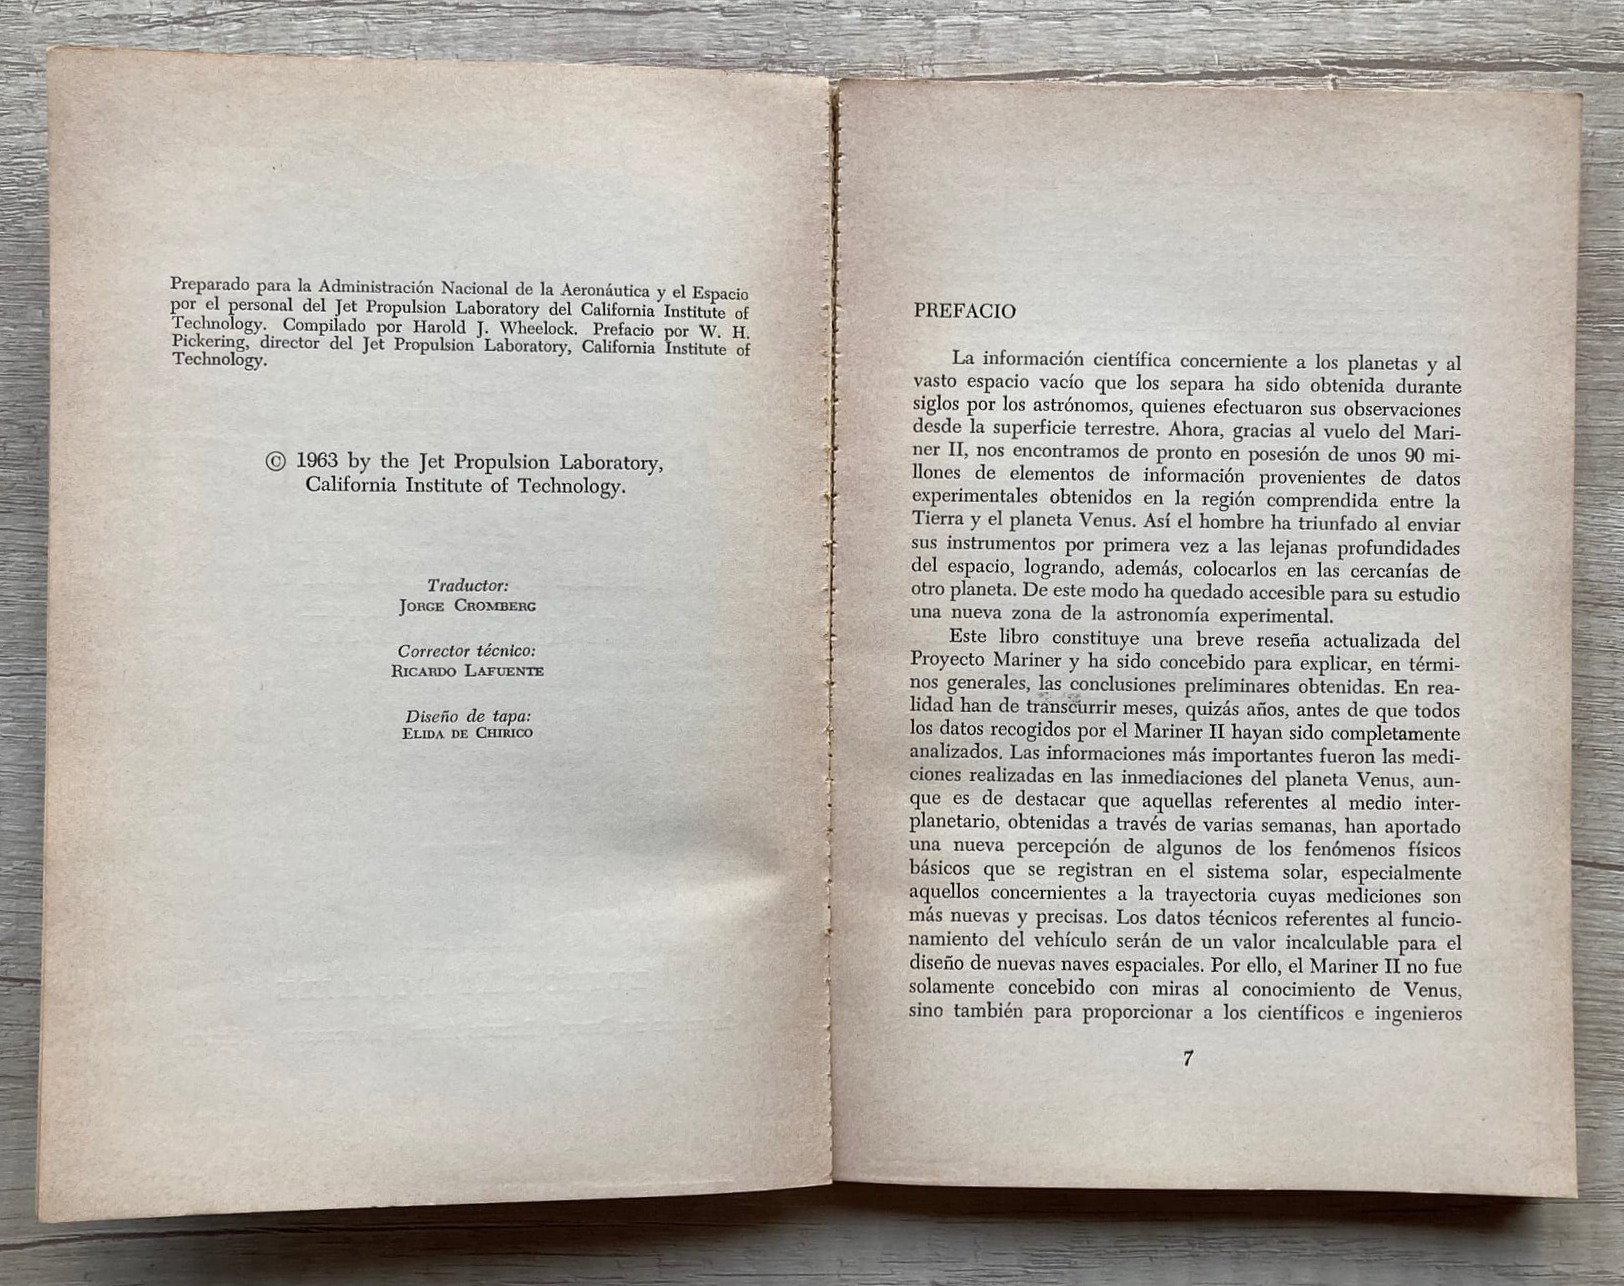 Preparado para la Administración Nacional de la Aeronáutica y el Espacio
por el personal del Jet Propulsion Laboratory del California Institute of
Technology. Compilado por Harold J. Wheelock. Prefacio por W. H.
Pickering, director del Jet Propulsion Laboratory, California Institute of
Technology.
© 1963 by the Jet Propulsion Laboratory,
California Institute of Technology.
Traductor:
JORGE CROMBERG
Corrector técnico:
RICARDO LAFUENTE
Diseño de tapa:
ELIDA DE CHIRICO
PREFACIO
La información científica concerniente a los planetas y al
vasto espacio vacío que los separa ha sido obtenida durante
siglos por los astrónomos, quienes efectuaron sus observaciones
desde la superficie terrestre. Ahora, gracias al vuelo del Mari-
ner II, nos encontramos de pronto en posesión de unos 90 mi-
llones de elementos de información provenientes de datos
experimentales obtenidos en la región comprendida entre la
Tierra y el planeta Venus. Así el hombre ha triunfado al enviar
sus instrumentos por primera vez a las lejanas profundidades
del espacio, logrando, además, colocarlos en las cercanías de
otro planeta. De este modo ha quedado accesible para su estudio
una nueva zona de la astronomía experimental.
Este libro constituye una breve reseña actualizada del
Proyecto Mariner y ha sido concebido para explicar, en térmi-
nos generales, las conclusiones preliminares obtenidas. En rea-
lidad han de transcurrir meses, quizás años, antes de que todos
los datos recogidos por el Mariner II hayan sido completamente
analizados. Las informaciones más importantes fueron las medi-
ciones realizadas en las inmediaciones del planeta Venus, aun-
que es de destacar que aquellas referentes al medio inter-
planetario, obtenidas a través de varias semanas, han aportado
una nueva percepción de algunos de los fenómenos físicos
básicos que se registran en el sistema solar, especialmente
aquellos concernientes a la trayectoria cuyas mediciones son
más nuevas y precisas. Los datos técnicos referentes al funcio-
namiento del vehículo serán de un valor incalculable para el
diseño de nuevas naves espaciales. Por ello, el Mariner II no fue
solamente concebido con miras al conocimiento de Venus,
sino también para proporcionar a los científicos e ingenieros
7